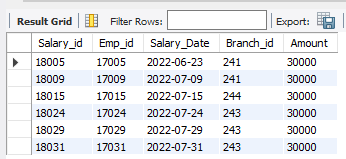 Result Grid Filter Rows: Export:
Salary_id Emp_id Salary_Date Branch_id Amount
18005 17005 2022-06-23 241 30000
18009 17009 2022-07-09 241 30000
18015 17015 2022-07-15 244 30000
18024 17024 2022-07-24 243 30000
18029 17029 2022-07-29 243 30000
18031 17031 2022-07-31 243 30000